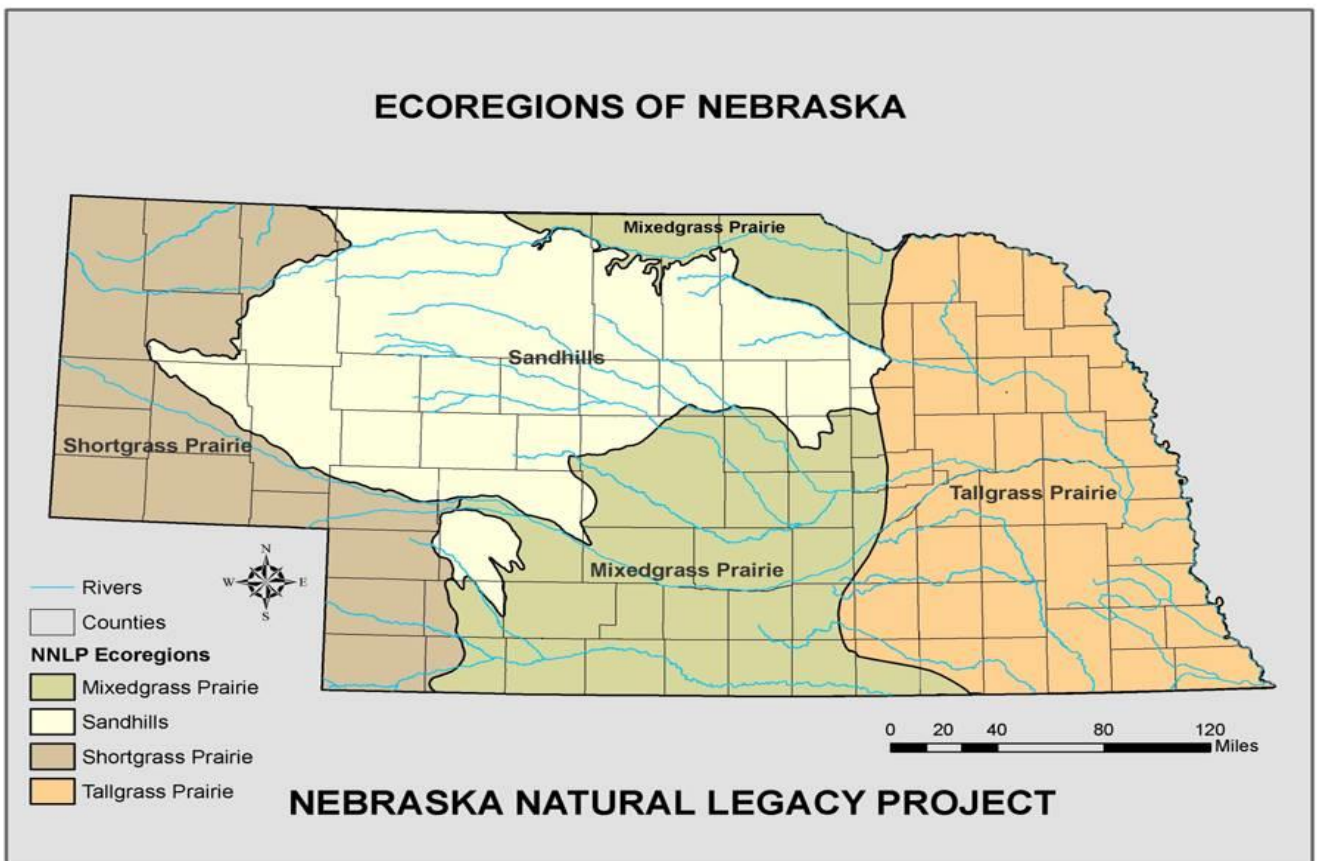 ECOREGIONS OF NEBRASKA
Mixedgrass Prairie
Sandhills
Shortgrass Prairie
Tallgrass Prairie
Mixedgrass Prairie
N
W E
S
Rivers
Counties
NNLP Ecoregions
Mixedgrass Prairie
Sandhills
Shortgrass Prairie
Tallgrass Prairie
0 20 40 80 120
Miles
NEBRASKA NATURAL LEGACY PROJECT